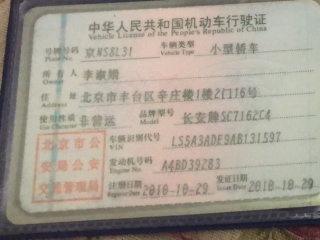 中华人民共和国机动车行驶证
Vehicle License of the People's Republic of China
号牌号码 京N58L31 车辆类型 小型轿车
Plate No. Vehicle Type
所有人 李淑娥
Owner
住址 北京市丰台区辛庄楼1楼2门16号
Address
使用性质 非营运 品牌型号 长安牌SC7162C4
Use Character Model
北京市公 车辆识别代号 LS5A3ADE9AB131597
VIN
安局公安 发动机号码 A4BD39283
Engine No.
交通管理局 注册日期 2010-10-29 发证日期 2010-10-29
Register Date Issue Date